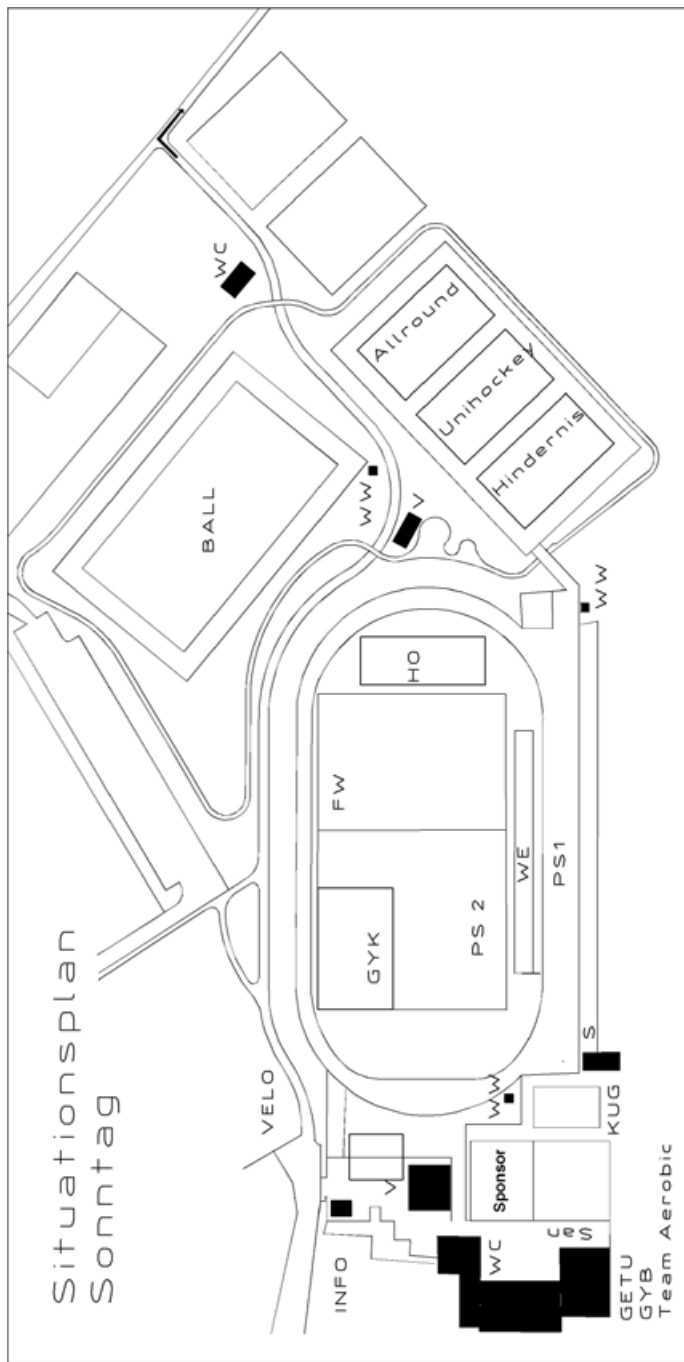 Situationsplan
Sonntag
WC
Allround
Unihockey
Hindernis
BALL
WW
V
WW
HO
FW
WE
PS1
GYK
PS 2
VELO
S
WW
KUG
V
Sponsor
INFO
WC
San
GETU
GYB
Team Aerobic